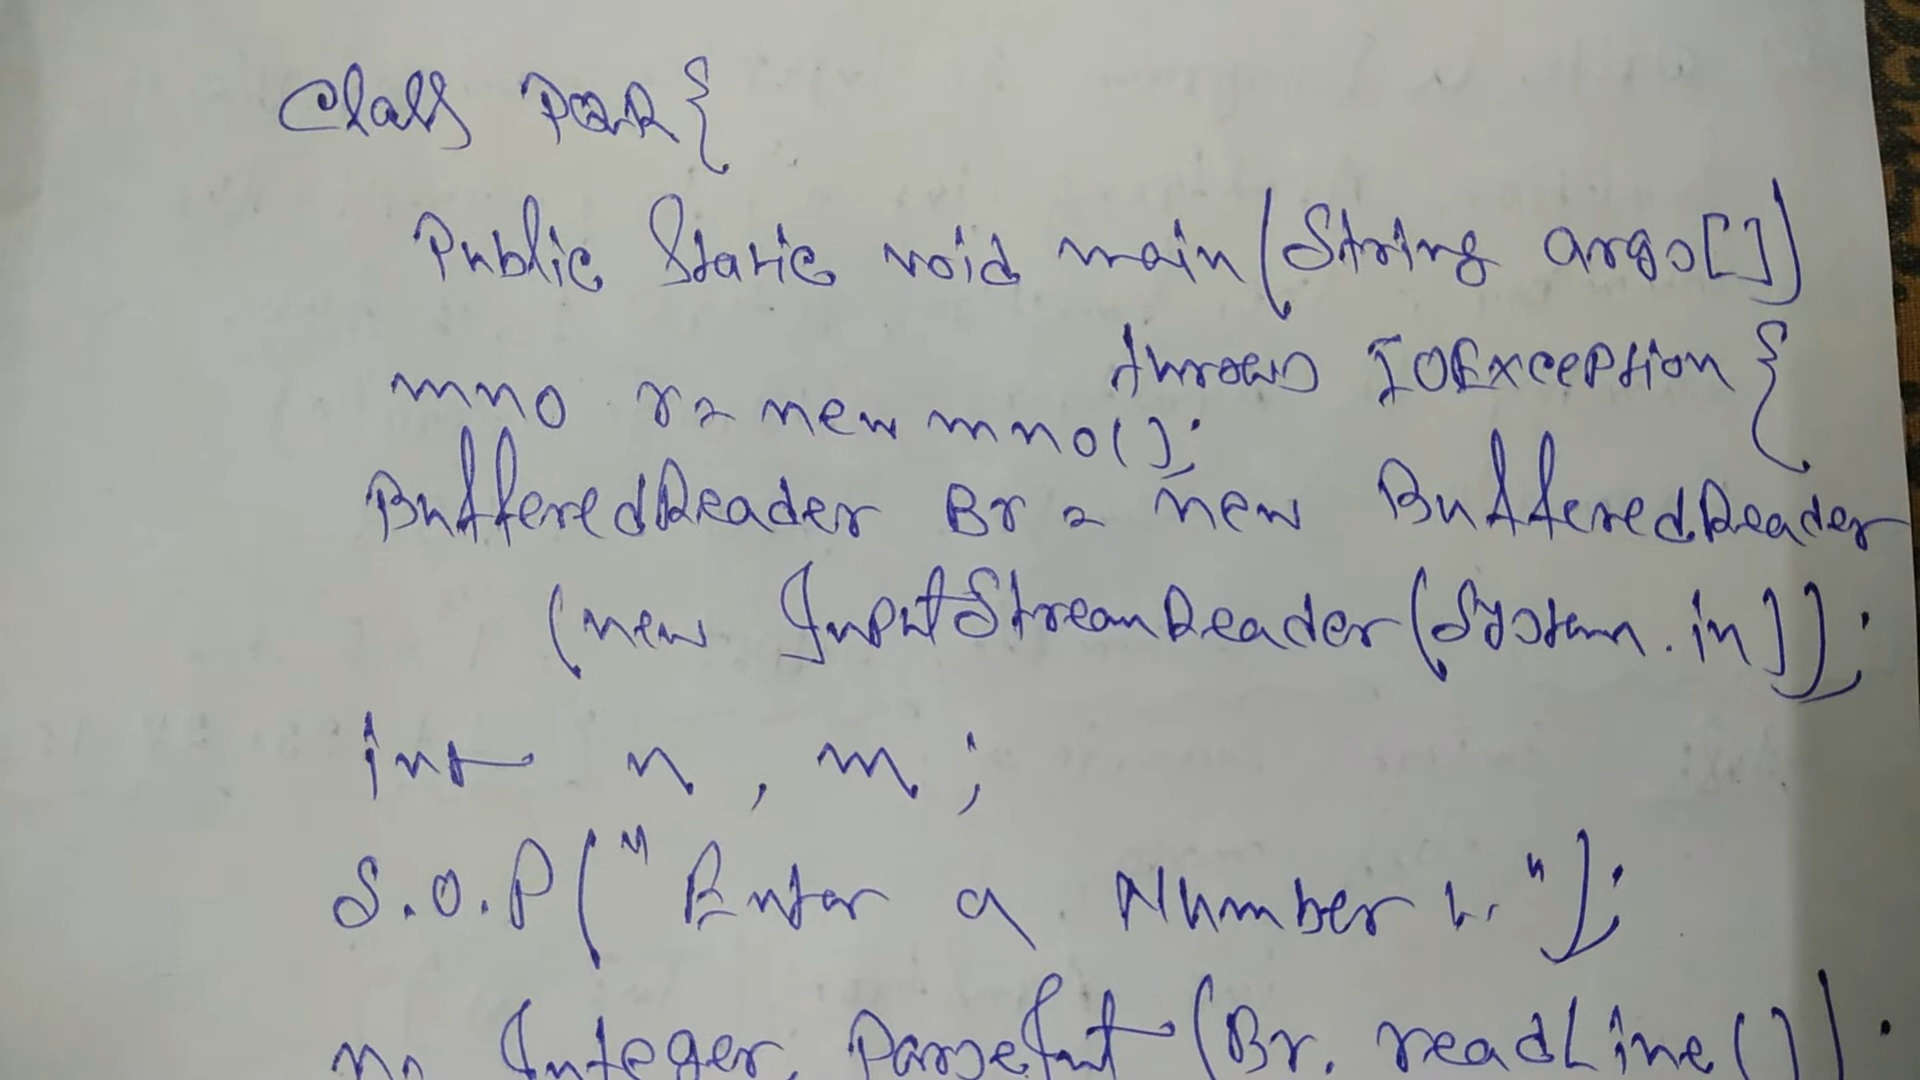 Class PQR{
Public Static void main(String args[])
throws IOException{
mno r= new mno();
BufferedReader Br = new BufferedReader
(new InputStreamReader(System.in));
int n, m;
S.O.P("Enter a Number :-");
n= Integer.ParseInt(Br.readLine());